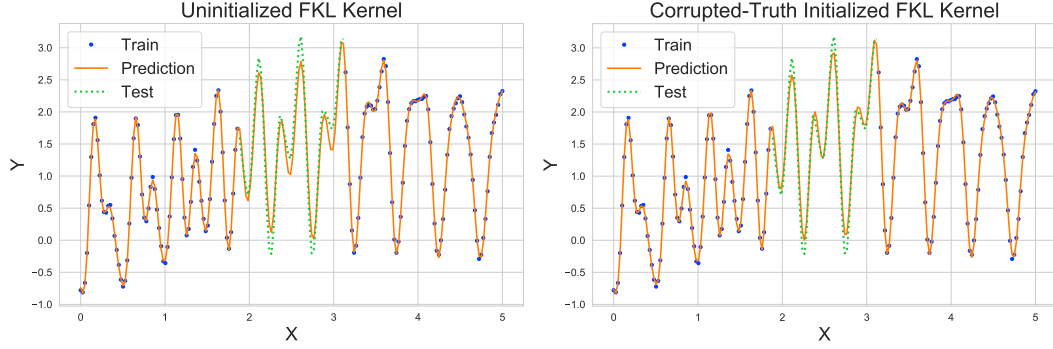 Uninitialized FKL Kernel
Train
Prediction
Test
Y
3.0
2.5
2.0
1.5
1.0
0.5
0.0
−0.5
−1.0
0
1
2
3
4
5
X
Corrupted-Truth Initialized FKL Kernel
Train
Prediction
Test
Y
3.0
2.5
2.0
1.5
1.0
0.5
0.0
−0.5
−1.0
0
1
2
3
4
5
X